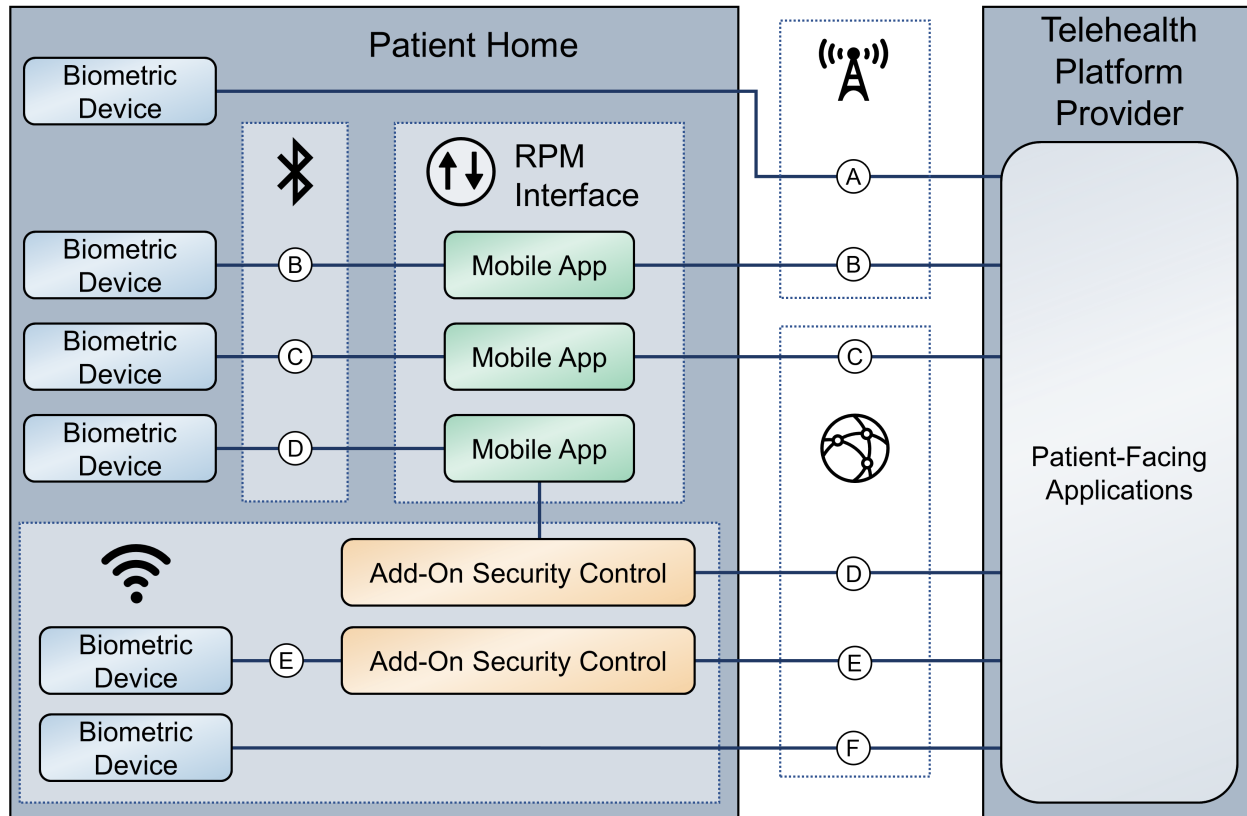 Patient Home
Telehealth
Platform
Provider
Biometric
Device
RPM
Interface
A
Biometric
Device
B
Mobile App
B
Biometric
Device
C
Mobile App
C
Biometric
Device
D
Mobile App
Patient-Facing
Applications
Add-On Security Control
D
Biometric
Device
E
Add-On Security Control
E
Biometric
Device
F